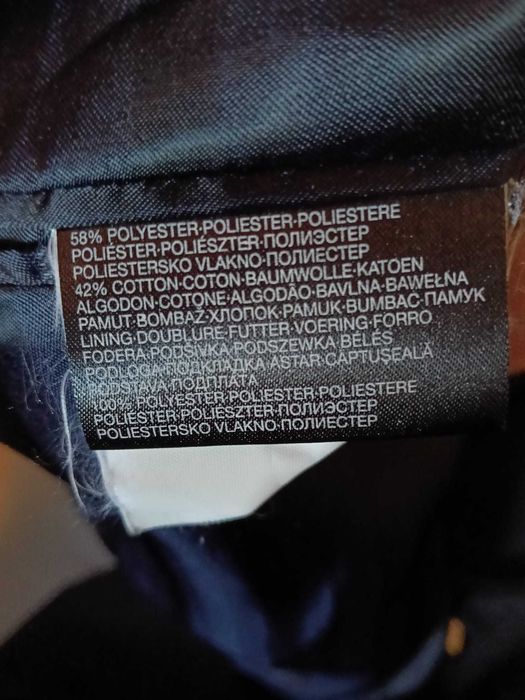 58% POLYESTER·POLIESTER·POLIESTERE
POLIÉSTER·POLIÉSZTER·ПОЛИЭСТЕР
POLIESTERSKO VLAKNO·ПОЛИЕСТЕР
42% COTTON·COTON·BAUMWOLLE·KATOEN
ALGODON·COTONE·ALGODÃO·BAVLNA·BAWEŁNA
PAMUT·BOMBAŽ·ХЛОПОК·PAMUK·BUMBAC·ПАМУК
LINING·DOUBLURE·FUTTER·VOERING·FORRO
FODERA·PODŠÍVKA·PODSZEWKA·BÉLÉS
PODLOGA·ПОДКЛАДКА·ASTAR·CAPTUŞEALĂ
PODSTAVA·ПОДПЛАТА
100% POLYESTER·POLIESTER·POLIESTERE
POLIÉSTER·POLIÉSZTER·ПОЛИЭСТЕР
POLIESTERSKO VLAKNO·ПОЛИЕСТЕР